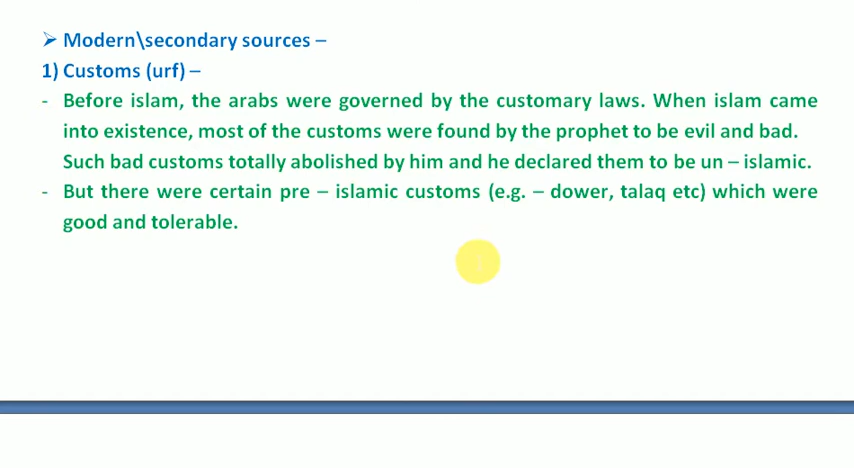 ➢ Modern\secondary sources –
1) Customs (urf) –
- Before islam, the arabs were governed by the customary laws. When islam came
into existence, most of the customs were found by the prophet to be evil and bad.
Such bad customs totally abolished by him and he declared them to be un – islamic.
- But there were certain pre – islamic customs (e.g. – dower, talaq etc) which were
good and tolerable.